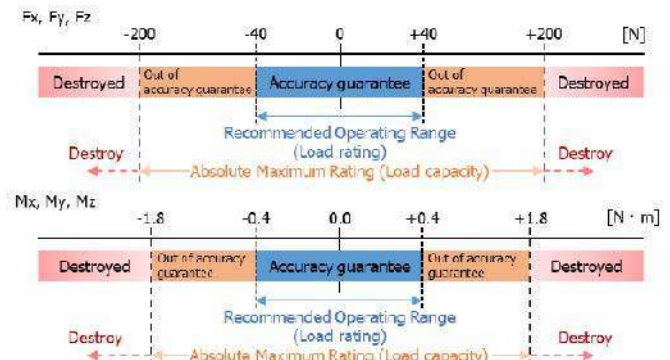 Fx, Fy, Fz
-200 -40 0 +40 +200 [N]
Destroyed Out of accuracy guarantee Accuracy guarantee Out of accuracy guarantee Destroyed
Recommended Operating Range
(Load rating)
Destroy Absolute Maximum Rating (Load capacity) Destroy
Mx, My, Mz
-1.8 -0.4 0.0 +0.4 +1.8 [N・m]
Destroyed Out of accuracy guarantee Accuracy guarantee Out of accuracy guarantee Destroyed
Recommended Operating Range
(Load rating)
Destroy Absolute Maximum Rating (Load capacity) Destroy